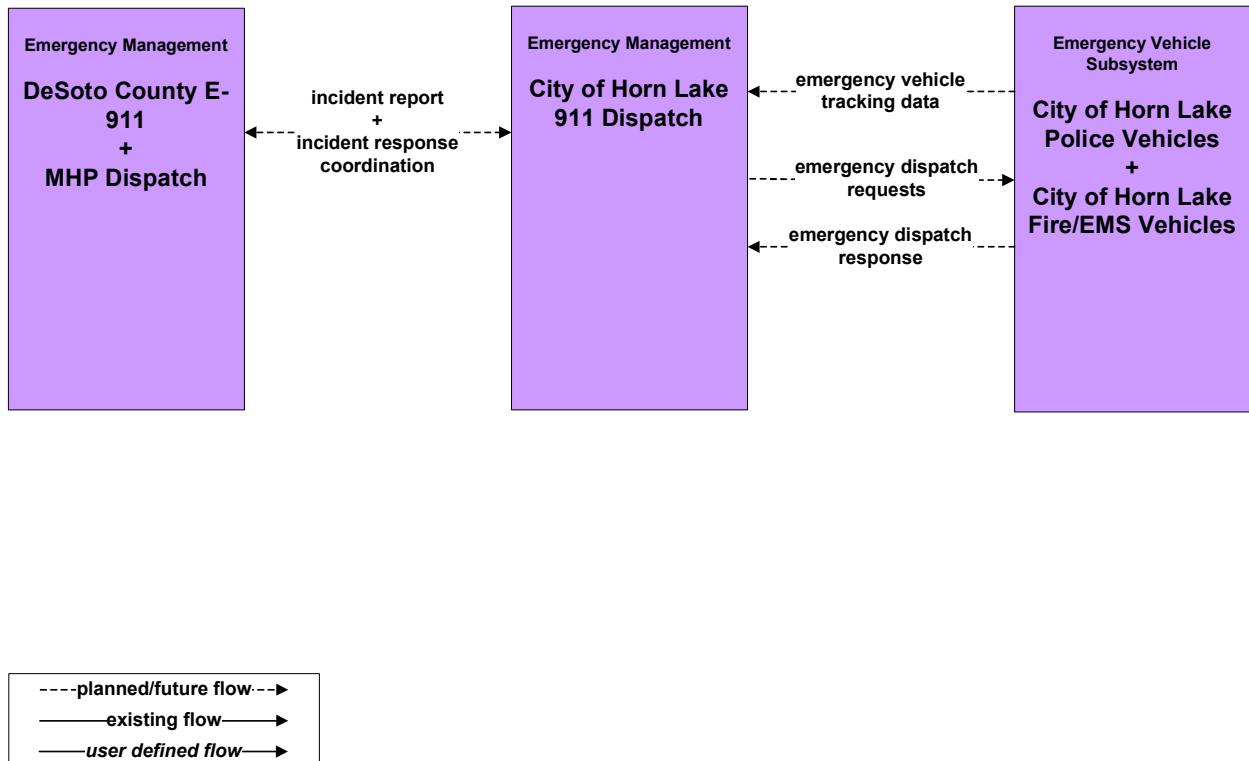 Emergency Management
DeSoto County E-
911
+
MHP Dispatch
incident report
+
incident response
coordination
Emergency Management
City of Horn Lake
911 Dispatch
emergency vehicle
tracking data
emergency dispatch
requests
emergency dispatch
response
Emergency Vehicle
Subsystem
City of Horn Lake
Police Vehicles
+
City of Horn Lake
Fire/EMS Vehicles
planned/future flow
existing flow
user defined flow